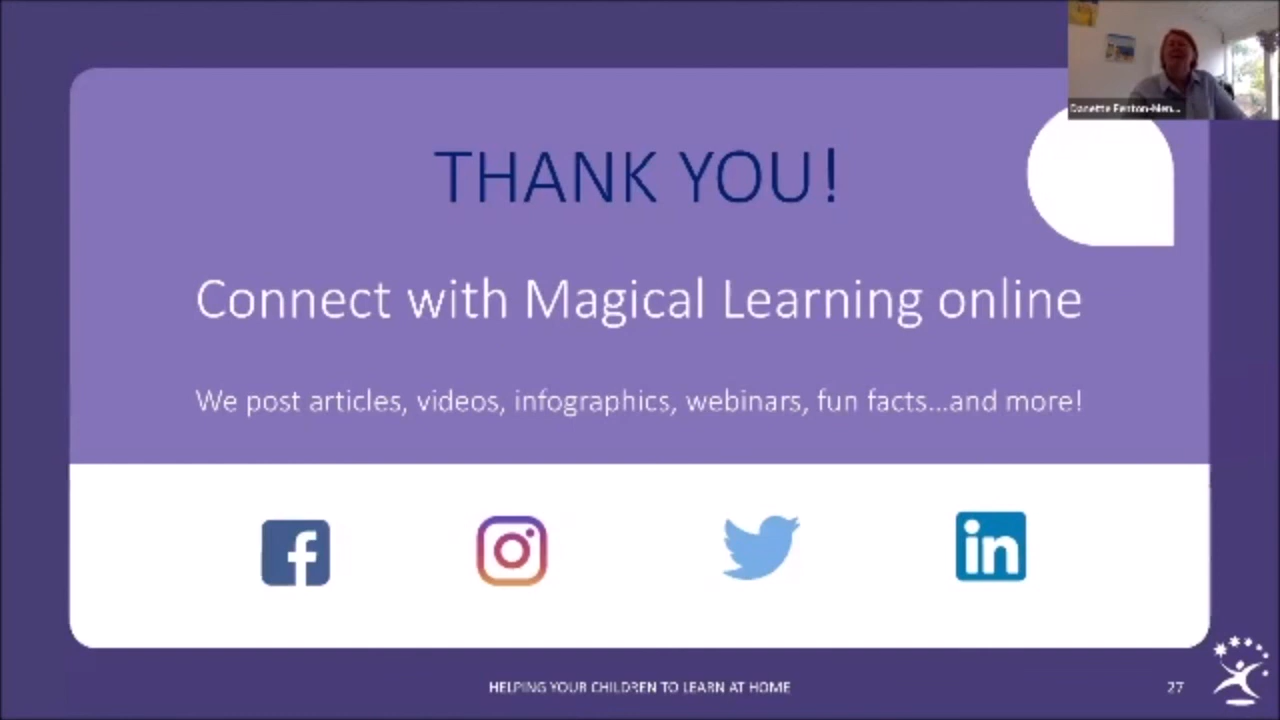 THANK YOU!
Connect with Magical Learning online
We post articles, videos, infographics, webinars, fun facts...and more!
in
HELPING YOUR CHILDREN TO LEARN AT HOME
27